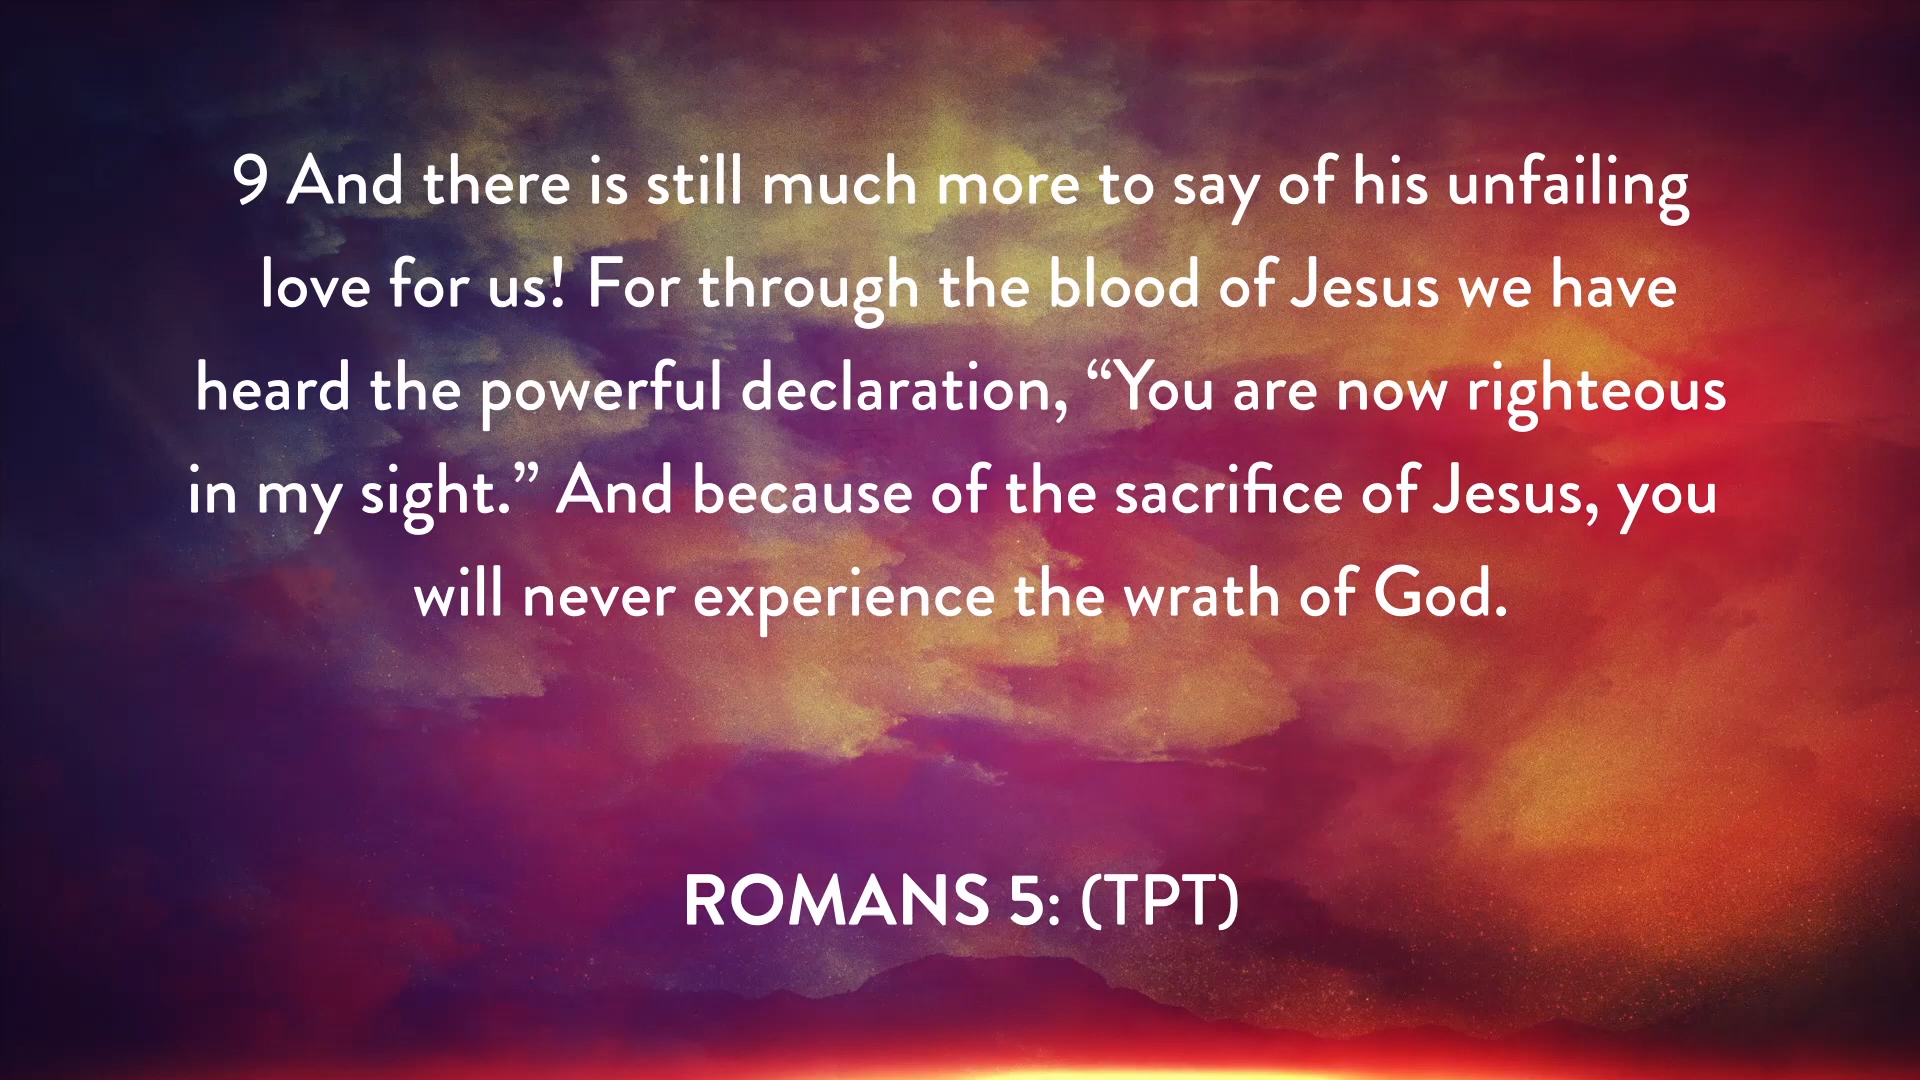 9 And there is still much more to say of his unfailing
love for us! For through the blood of Jesus we have
heard the powerful declaration, “You are now righteous
in my sight.” And because of the sacrifice of Jesus, you
will never experience the wrath of God.
ROMANS 5: (TPT)